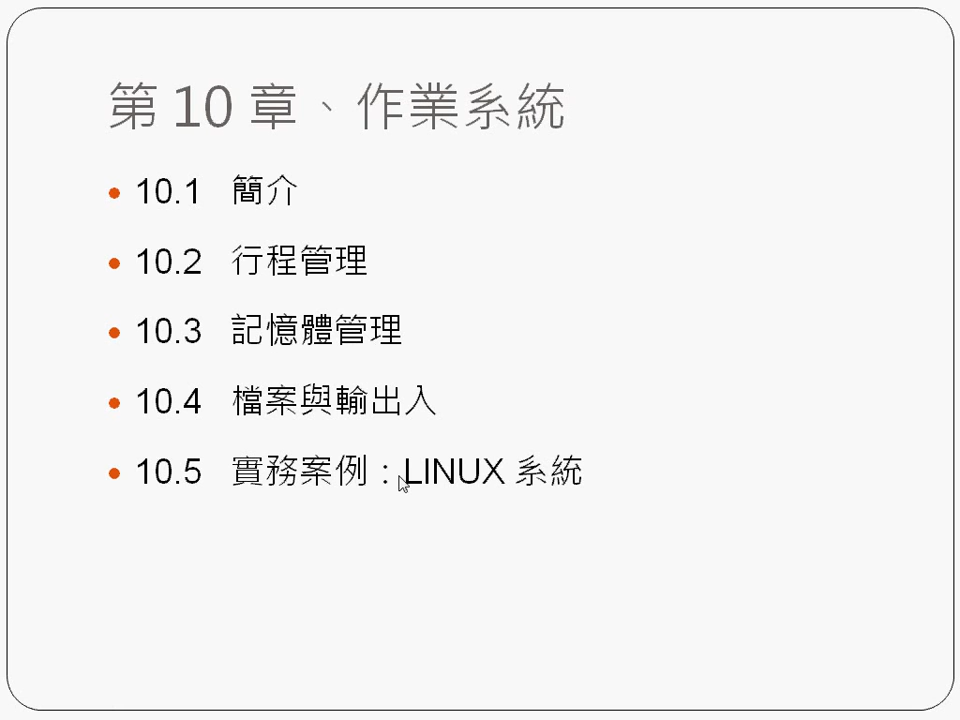 第 10 章、作業系統
10.1 簡介
10.2 行程管理
10.3 記憶體管理
10.4 檔案與輸出入
10.5 實務案例：LINUX 系統